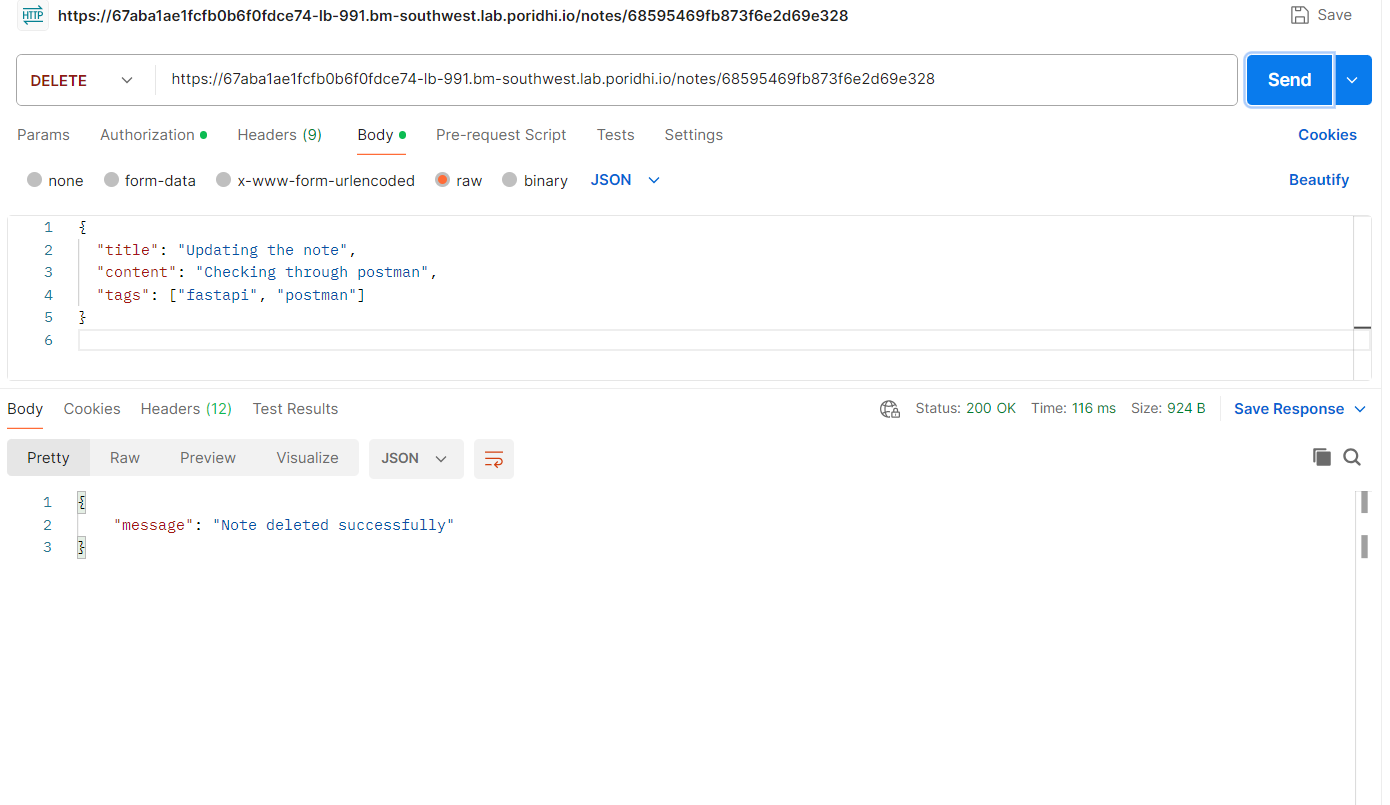 HTTP https://67aba1ae1fcfb0b6f0fdce74-lb-991.bm-southwest.lab.poridhi.io/notes/68595469fb873f6e2d69e328 Save
DELETE https://67aba1ae1fcfb0b6f0fdce74-lb-991.bm-southwest.lab.poridhi.io/notes/68595469fb873f6e2d69e328 Send
Params Authorization Headers (9) Body Pre-request Script Tests Settings Cookies
none form-data x-www-form-urlencoded raw binary JSON Beautify
1 {
2 "title": "Updating the note",
3 "content": "Checking through postman",
4 "tags": ["fastapi", "postman"]
5 }
6
Body Cookies Headers (12) Test Results Status: 200 OK Time: 116 ms Size: 924 B Save Response
Pretty Raw Preview Visualize JSON
1 {
2 "message": "Note deleted successfully"
3 }